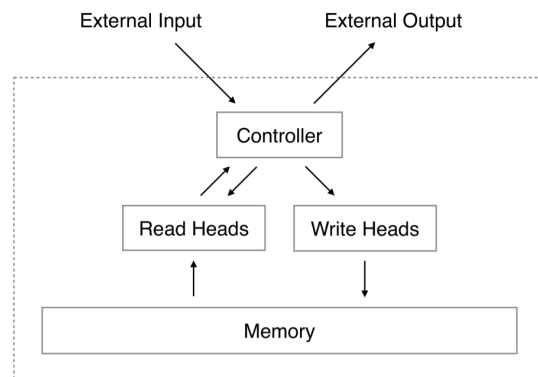 External Input
External Output
Controller
Read Heads
Write Heads
Memory